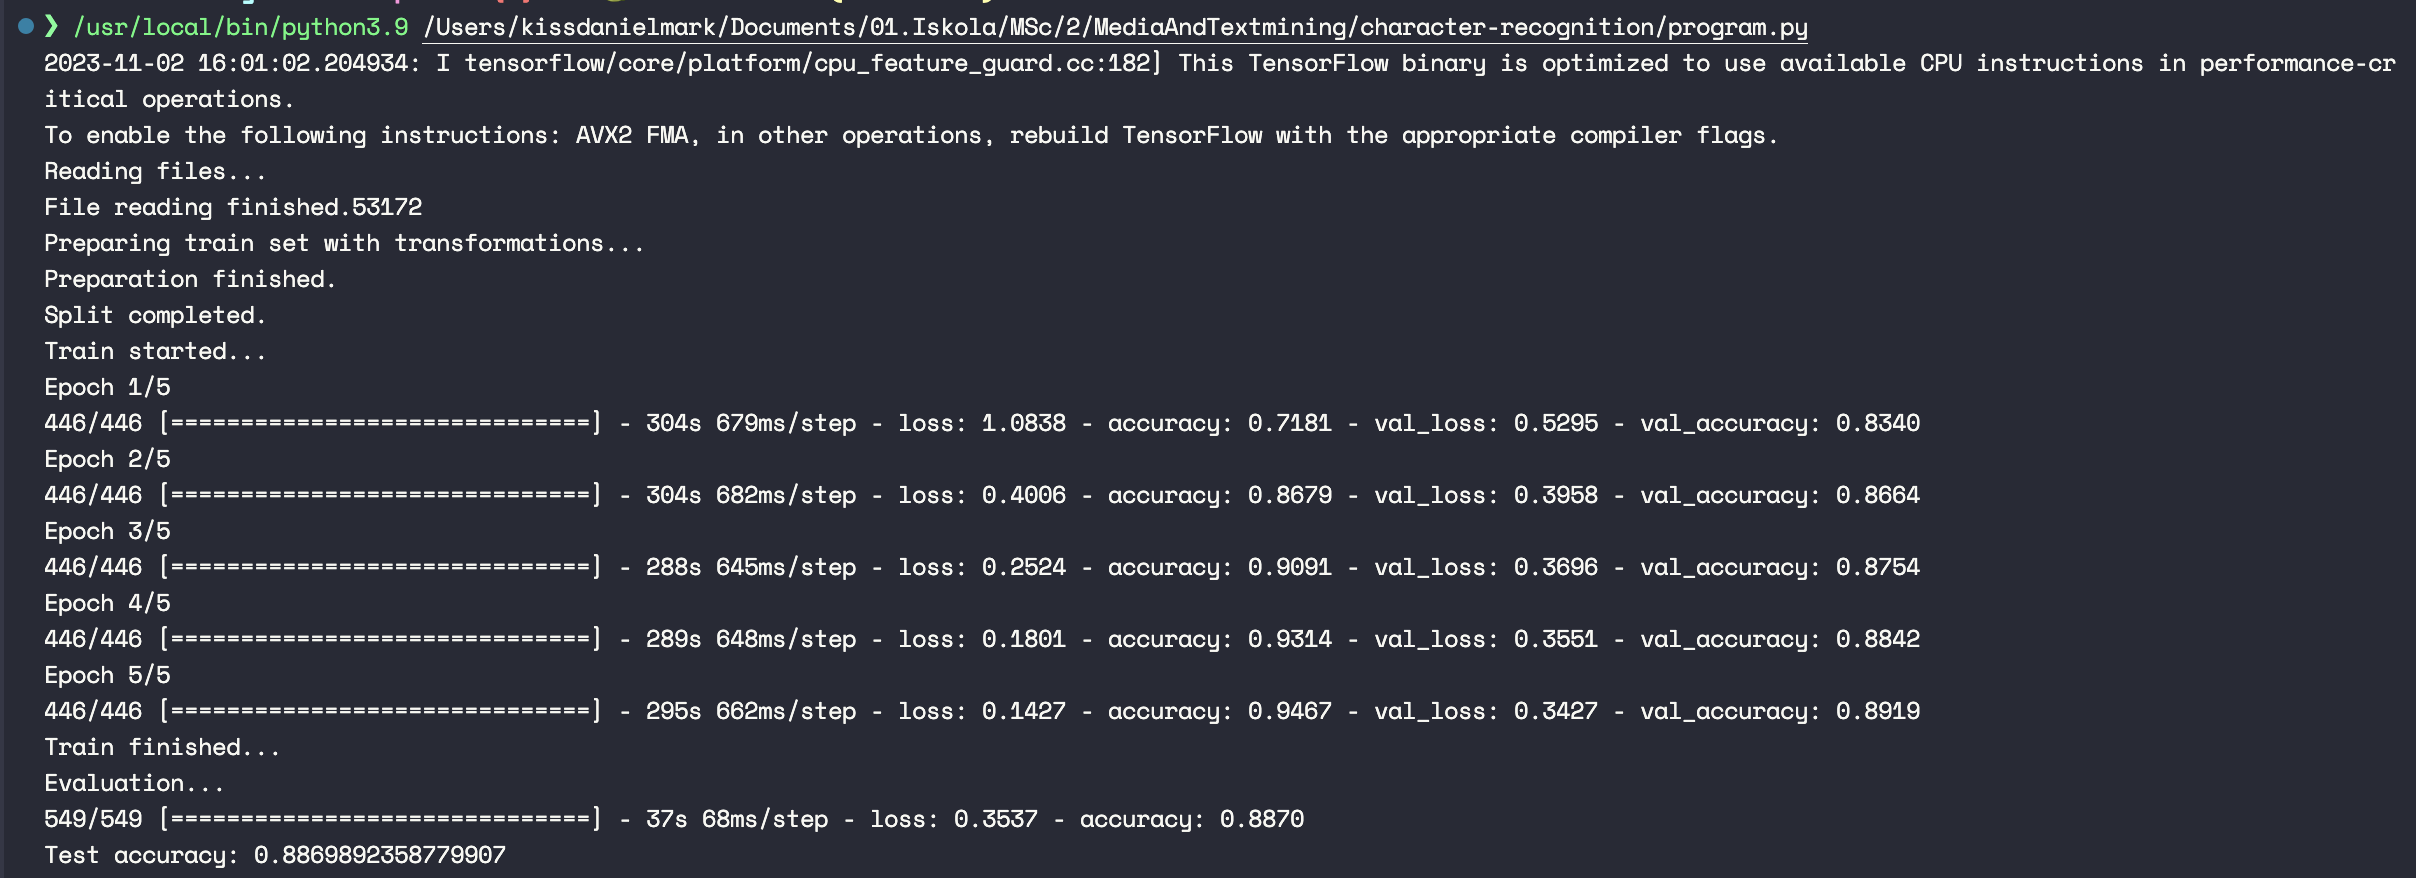 ❯ /usr/local/bin/python3.9 /Users/kissdanielmark/Documents/01.Iskola/MSc/2/MediaAndTextmining/character-recognition/program.py
2023-11-02 16:01:02.204934: I tensorflow/core/platform/cpu_feature_guard.cc:182] This TensorFlow binary is optimized to use available CPU instructions in performance-cr
itical operations.
To enable the following instructions: AVX2 FMA, in other operations, rebuild TensorFlow with the appropriate compiler flags.
Reading files...
File reading finished.53172
Preparing train set with transformations...
Preparation finished.
Split completed.
Train started...
Epoch 1/5
446/446 [==============================] - 304s 679ms/step - loss: 1.0838 - accuracy: 0.7181 - val_loss: 0.5295 - val_accuracy: 0.8340
Epoch 2/5
446/446 [==============================] - 304s 682ms/step - loss: 0.4006 - accuracy: 0.8679 - val_loss: 0.3958 - val_accuracy: 0.8664
Epoch 3/5
446/446 [==============================] - 288s 645ms/step - loss: 0.2524 - accuracy: 0.9091 - val_loss: 0.3696 - val_accuracy: 0.8754
Epoch 4/5
446/446 [==============================] - 289s 648ms/step - loss: 0.1801 - accuracy: 0.9314 - val_loss: 0.3551 - val_accuracy: 0.8842
Epoch 5/5
446/446 [==============================] - 295s 662ms/step - loss: 0.1427 - accuracy: 0.9467 - val_loss: 0.3427 - val_accuracy: 0.8919
Train finished...
Evaluation...
549/549 [==============================] - 37s 68ms/step - loss: 0.3537 - accuracy: 0.8870
Test accuracy: 0.8869892358779907